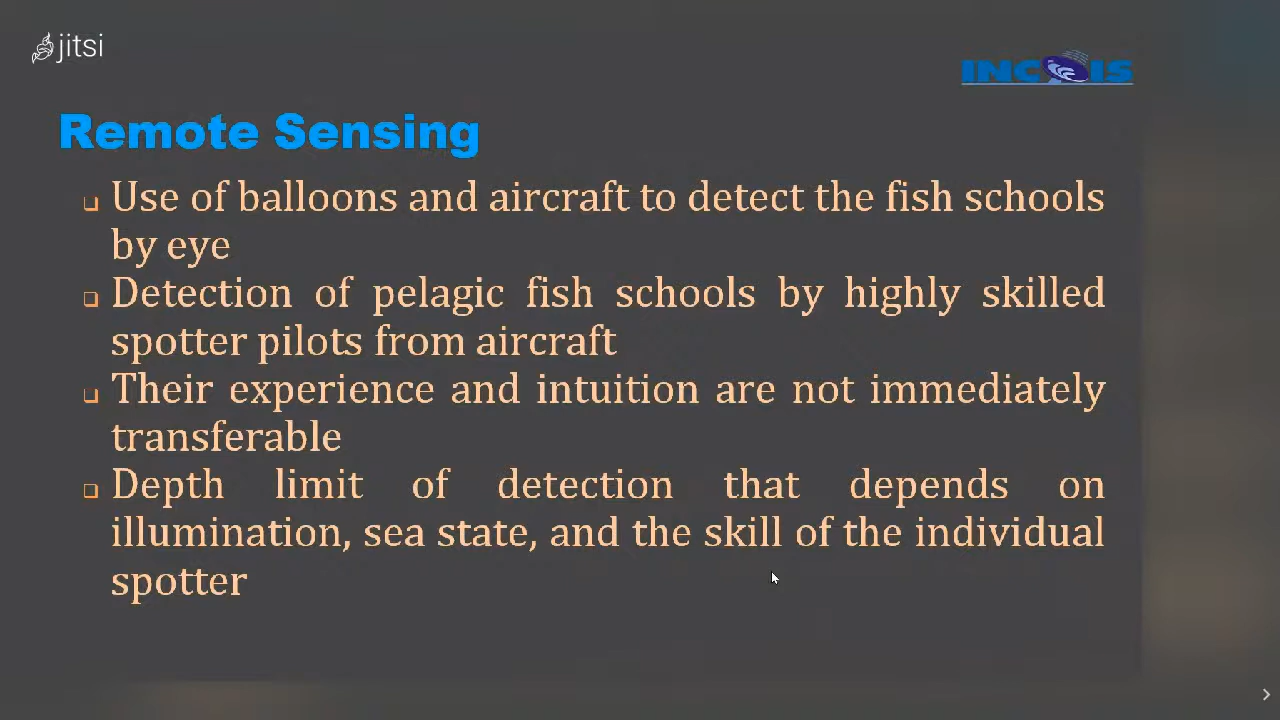 jitsi
INCOIS
Remote Sensing
Use of balloons and aircraft to detect the fish schools
by eye
Detection of pelagic fish schools by highly skilled
spotter pilots from aircraft
Their experience and intuition are not immediately
transferable
Depth limit of detection that depends on
illumination, sea state, and the skill of the individual
spotter